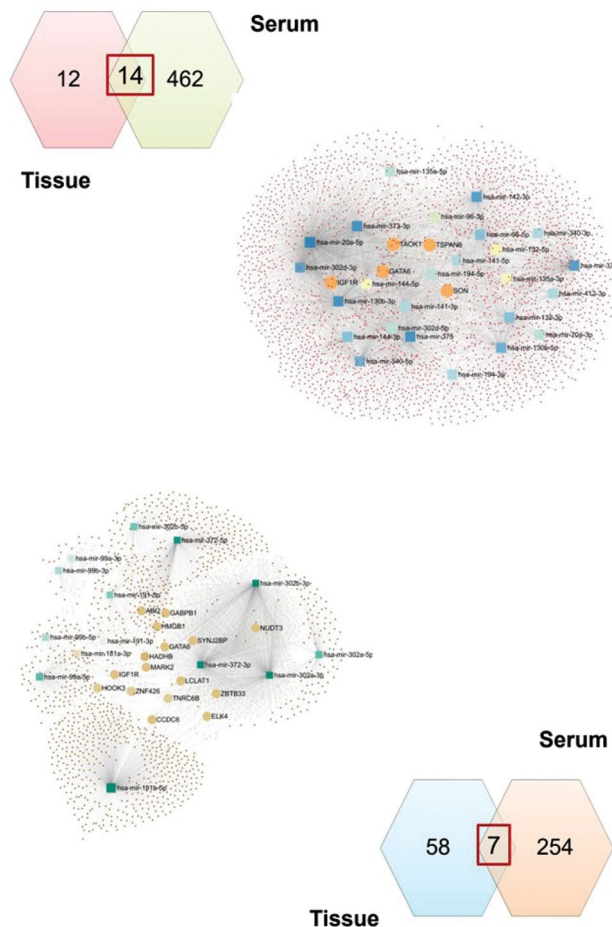 Serum
12
14
462
Tissue
hsa-mir-135a-5p
hsa-mir-142-3p
hsa-mir-96-3p
hsa-mir-373-3p
hsa-mir-20a-5p
TAOK1
TSPAN6
hsa-mir-96-5p
hsa-mir-340-3p
hsa-mir-132-5p
hsa-mir-141-5p
hsa-mir-302d-3p
GATA6
hsa-mir-194-5p
IGF1R
hsa-mir-144-5p
hsa-mir-135a-3p
SON
hsa-mir-412-3p
hsa-mir-130b-3p
hsa-mir-141-3p
hsa-mir-132-3p
hsa-mir-302d-5p
hsa-mir-144-3p
hsa-mir-375
hsa-mir-20a-3p
hsa-mir-130b-5p
hsa-mir-340-5p
hsa-mir-194-3p
hsa-mir-302b-5p
hsa-mir-372-5p
hsa-mir-99a-3p
hsa-mir-99b-3p
hsa-mir-302b-3p
hsa-mir-191-5p
ABI2
GABPB1
HMGB1
NUDT3
hsa-mir-99b-5p
hsa-mir-191-3p
SYNJ2BP
GATA6
hsa-mir-181a-3p
HADHB
hsa-mir-302a-5p
MARK2
hsa-mir-372-3p
hsa-mir-99a-5p
IGF1R
LCLAT1
hsa-mir-302a-3p
HOOK3
ZNF426
TNRC6B
ZBTB33
CCDC6
ELK4
hsa-mir-181a-5p
Serum
58
7
254
Tissue